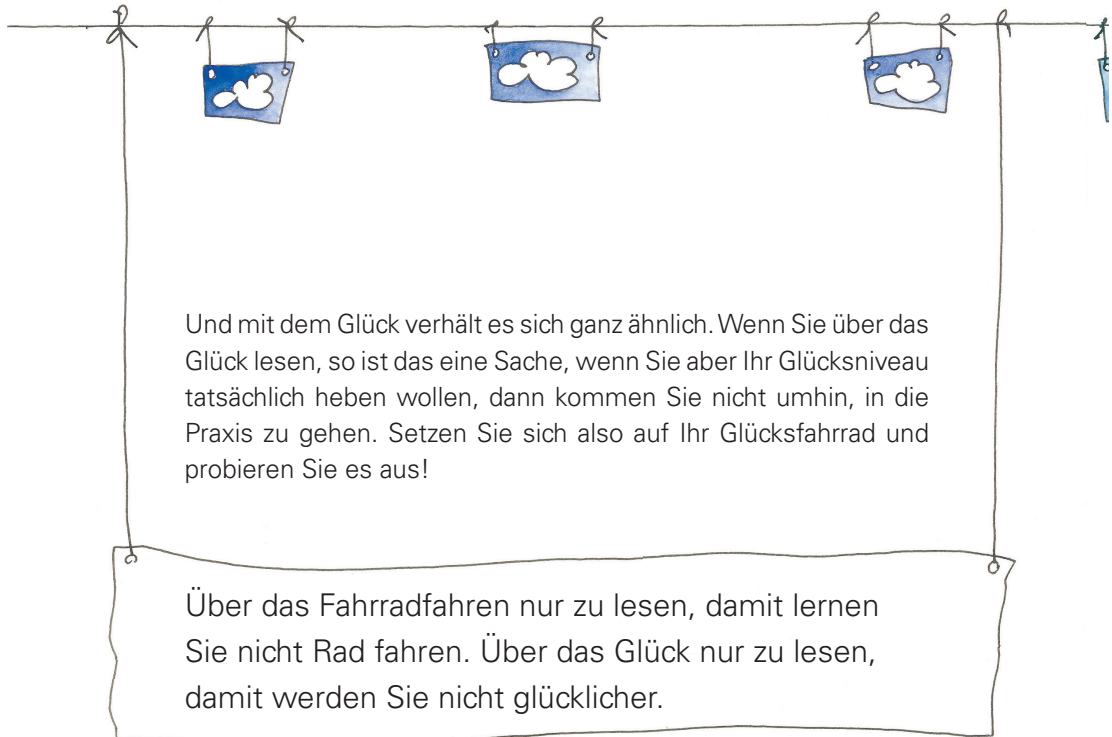 Und mit dem Glück verhält es sich ganz ähnlich. Wenn Sie über das
Glück lesen, so ist das eine Sache, wenn Sie aber Ihr Glücksniveau
tatsächlich heben wollen, dann kommen Sie nicht umhin, in die
Praxis zu gehen. Setzen Sie sich also auf Ihr Glücksfahrrad und
probieren Sie es aus!
Über das Fahrradfahren nur zu lesen, damit lernen
Sie nicht Rad fahren. Über das Glück nur zu lesen,
damit werden Sie nicht glücklicher.